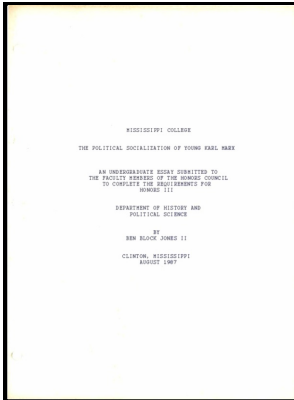 MISSISSIPPI COLLEGE
THE POLITICAL SOCIALIZATION OF YOUNG KARL MARX
AN UNDERGRADUATE ESSAY SUBMITTED TO
THE FACULTY MEMBERS OF THE HONORS COUNCIL
TO COMPLETE THE REQUIREMENTS FOR
HONORS III
DEPARTMENT OF HISTORY AND
POLITICAL SCIENCE
BY
BEN BLOCK JONES II
CLINTON, MISSISSIPPI
AUGUST 1987